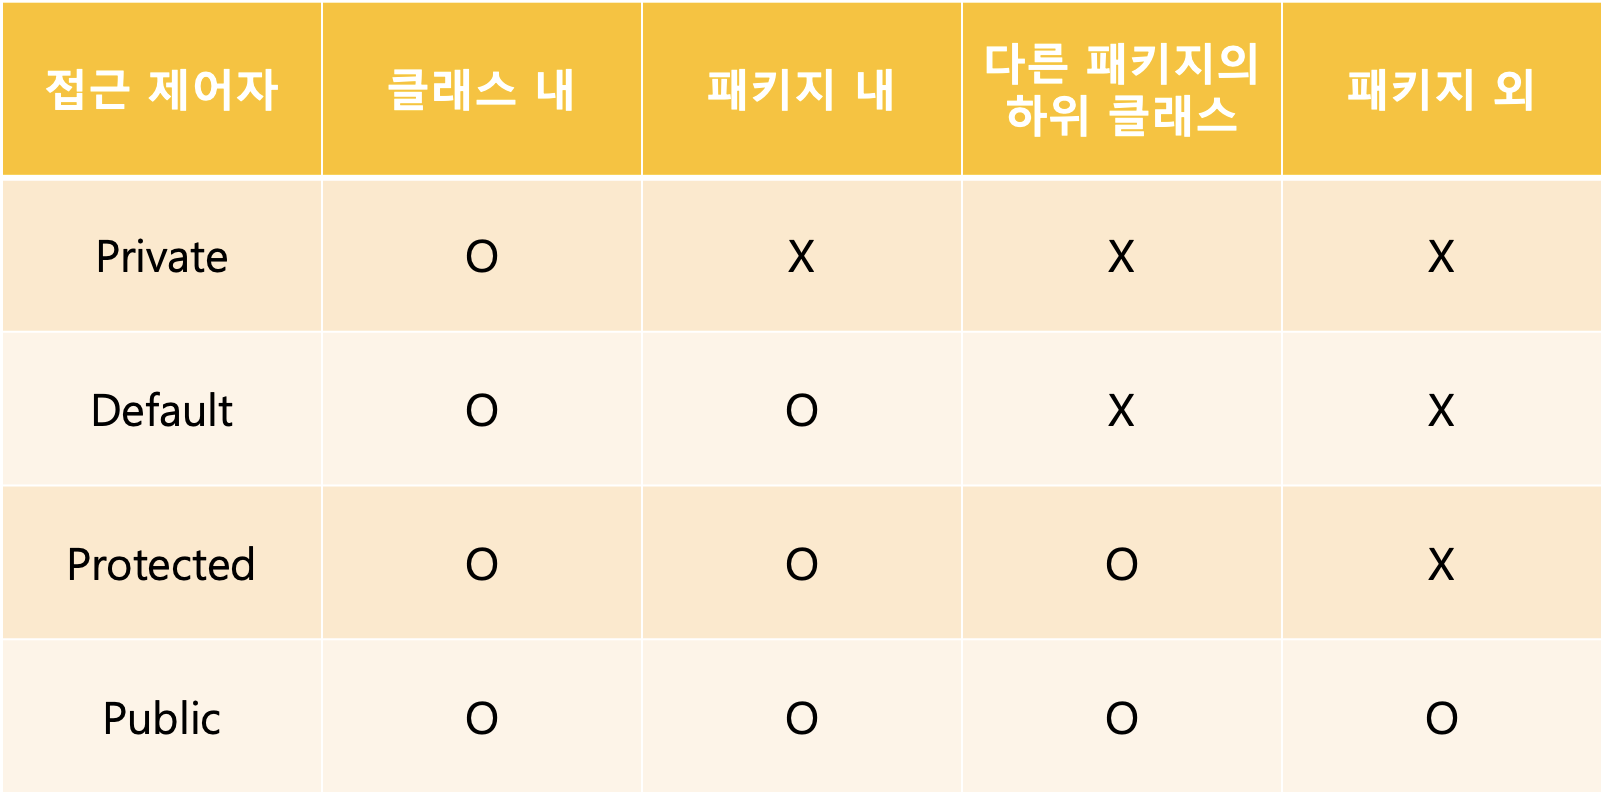 접근 제어자 클래스 내 패키지 내 다른 패키지의 하위 클래스 패키지 외
Private O X X X
Default O O X X
Protected O O O X
Public O O O O